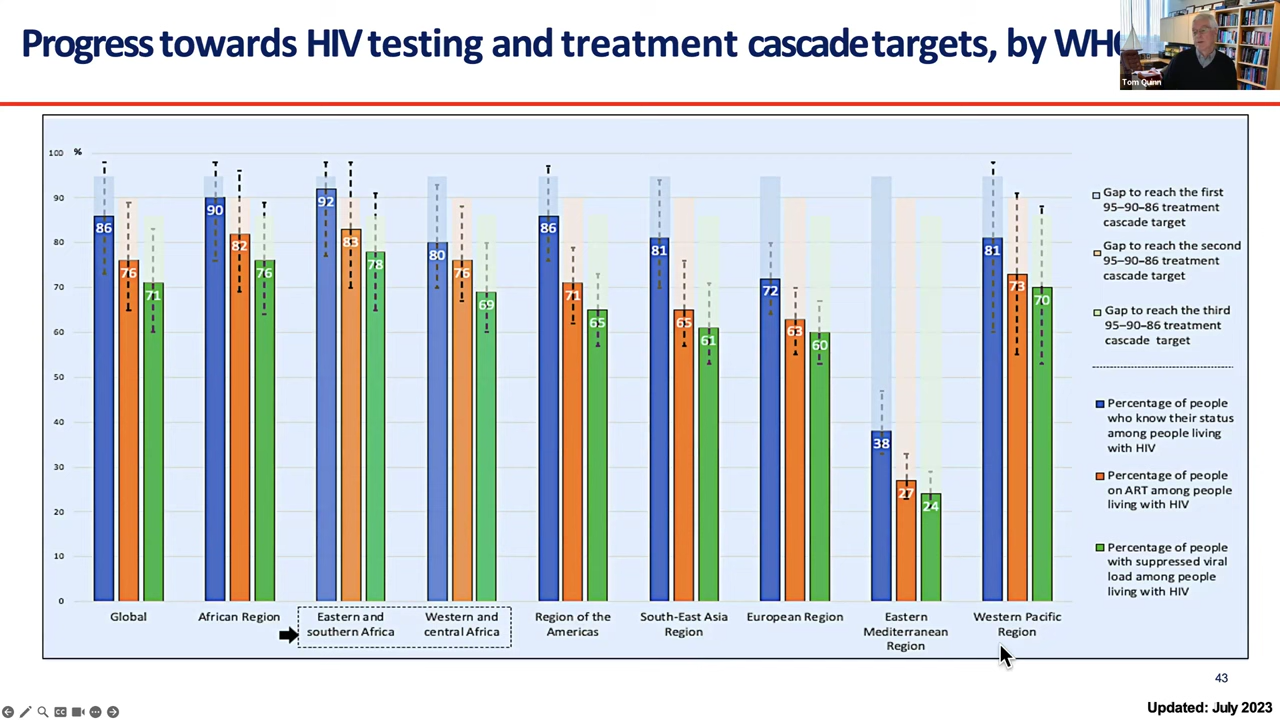 Progress towards HIV testing and treatment cascade targets, by WHO
Tom Quinn
100 %
90
80
70
60
50
40
30
20
10
0
86 76 71
90 82 76
92 83 78
80 76 69
86 71 65
81 65 61
72 63 60
38 27 24
81 73 70
Global
African Region
Eastern and
southern Africa
Western and
central Africa
Region of the
Americas
South-East Asia
Region
European Region
Eastern
Mediterranean
Region
Western Pacific
Region
Gap to reach the first
95–90–86 treatment
cascade target
Gap to reach the second
95–90–86 treatment
cascade target
Gap to reach the third
95–90–86 treatment
cascade target
Percentage of people
who know their status
among people living
with HIV
Percentage of people
on ART among people
living with HIV
Percentage of people
with suppressed viral
load among people
living with HIV
43
Updated: July 2023